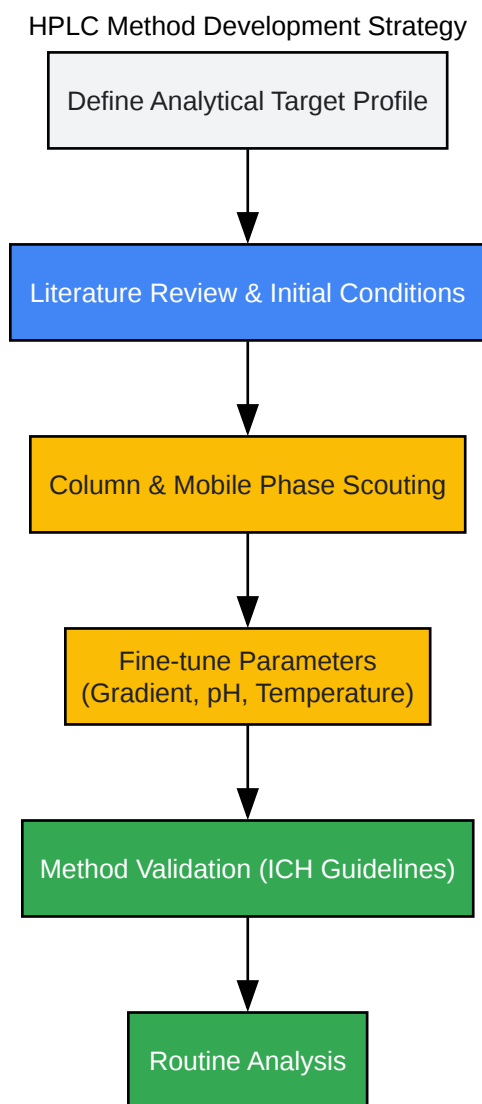 HPLC Method Development Strategy
Define Analytical Target Profile
Literature Review & Initial Conditions
Column & Mobile Phase Scouting
Fine-tune Parameters
(Gradient, pH, Temperature)
Method Validation (ICH Guidelines)
Routine Analysis